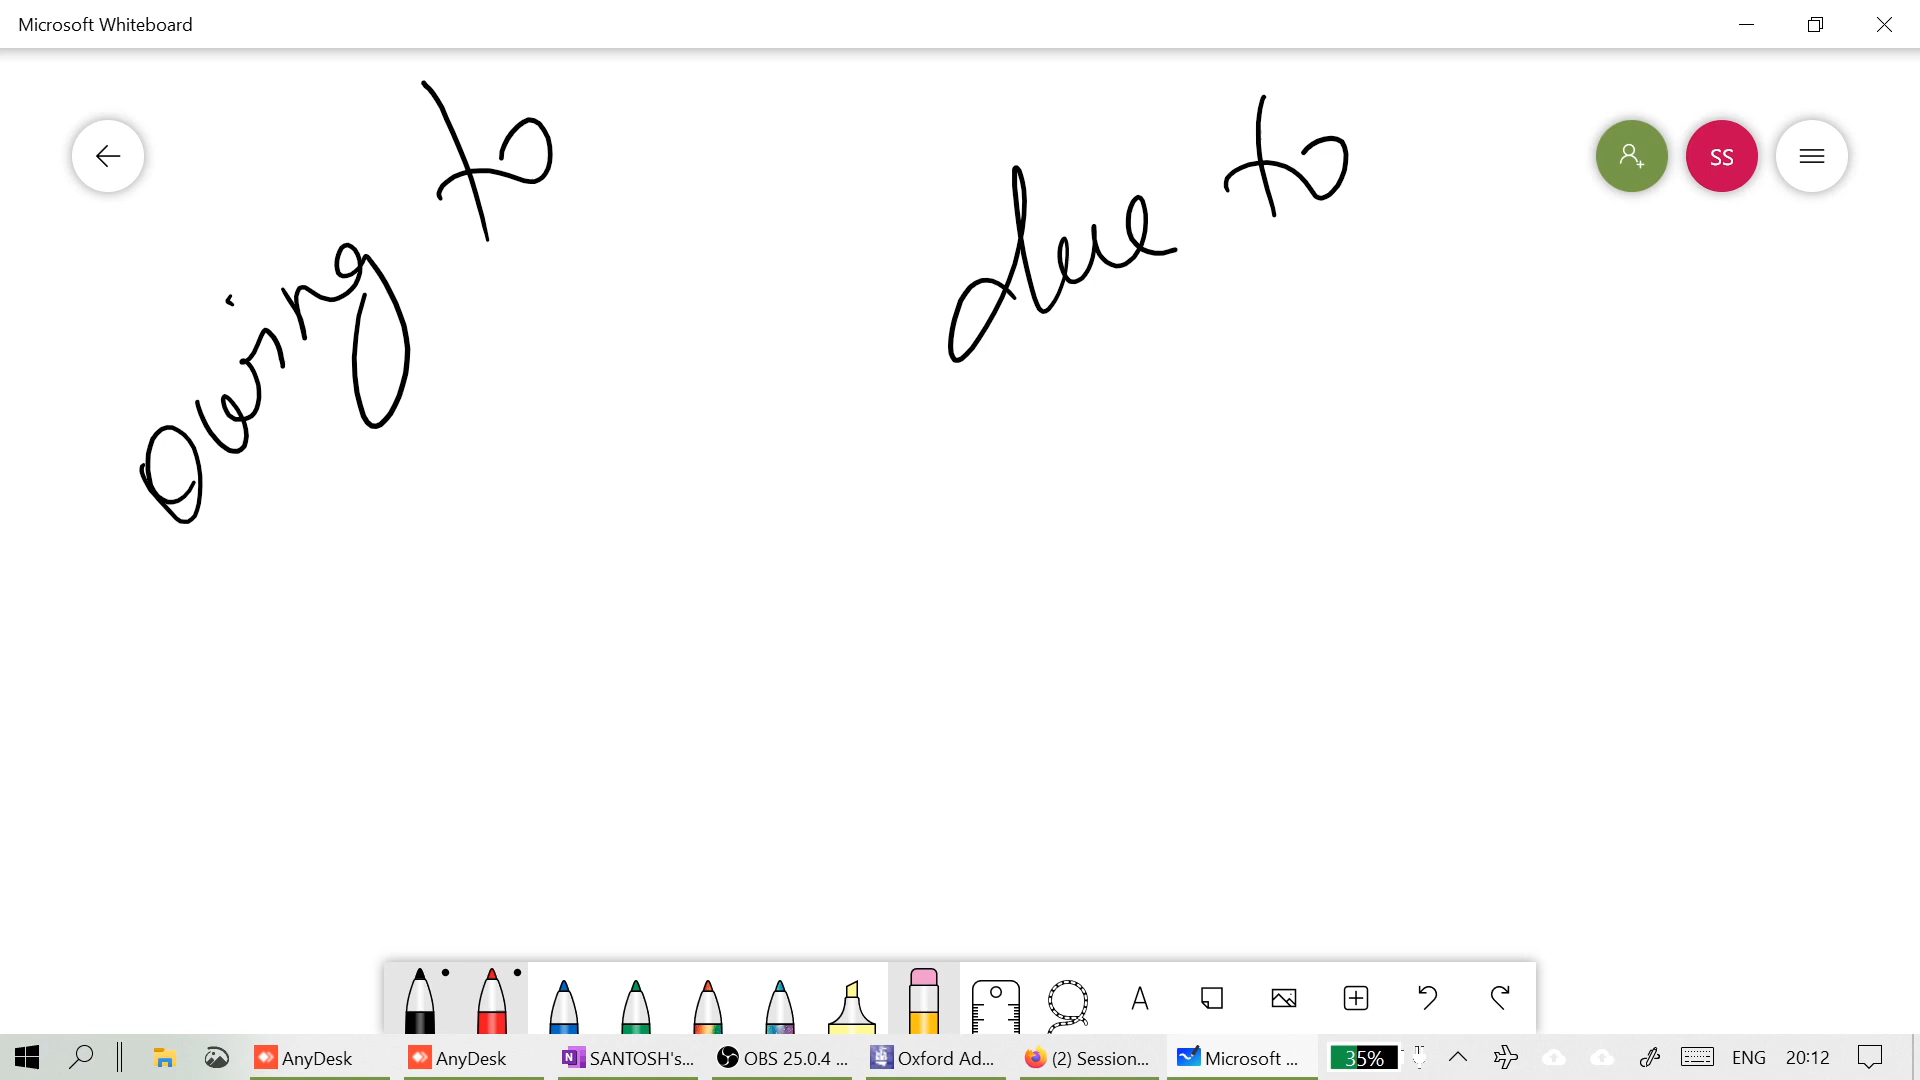 Microsoft Whiteboard
owing to
due to
SS
A
AnyDesk
AnyDesk
SANTOSH's...
OBS 25.0.4 ...
Oxford Ad...
(2) Session...
Microsoft ...
35%
ENG
20:12